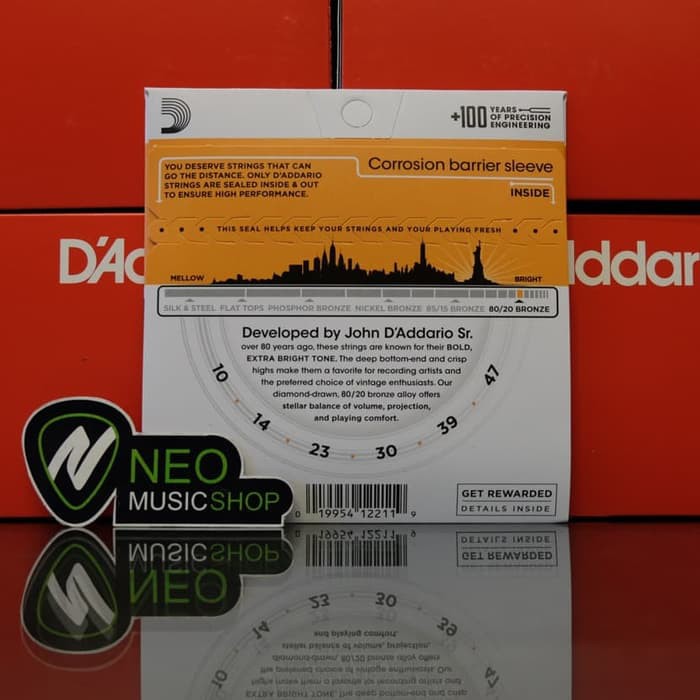 +100 YEARS
OF PRECISION
ENGINEERING
YOU DESERVE STRINGS THAT CAN
GO THE DISTANCE. ONLY D'ADDARIO
STRINGS ARE SEALED INSIDE & OUT
TO ENSURE HIGH PERFORMANCE.
Corrosion barrier sleeve
INSIDE
THIS SEAL HELPS KEEP YOUR STRINGS AND YOUR PLAYING FRESH
D'Ad
ddar
MELLOW
BRIGHT
SILK & STEEL FLAT TOPS PHOSPHOR BRONZE NICKEL BRONZE 85/15 BRONZE 80/20 BRONZE
Developed by John D'Addario Sr.
over 80 years ago, these strings are known for their BOLD,
EXTRA BRIGHT TONE. The deep bottom-end and crisp
highs make them a favorite for recording artists and
the preferred choice of vintage enthusiasts. Our
diamond-drawn, 80/20 bronze alloy offers
stellar balance of volume, projection,
and playing comfort.
10
14
23
30
39
47
NEO
MUSICSHOP
0 19954 12211 9
GET REWARDED
DETAILS INSIDE